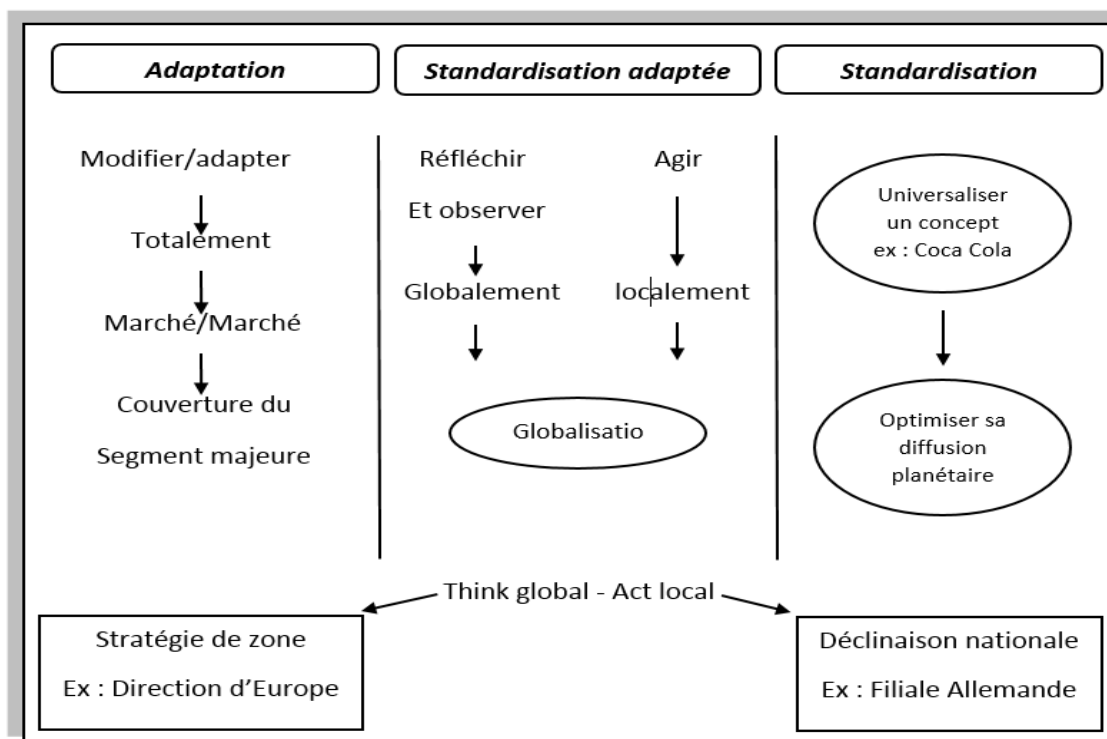 Adaptation
Standardisation adaptée
Standardisation
Modifier/adapter
Totalement
Marché/Marché
Couverture du
Segment majeure
Réfléchir
Et observer
Globalement
Agir
localement
Globalisatio
Universaliser
un concept
ex : Coca Cola
Optimiser sa
diffusion
planétaire
Think global - Act local
Stratégie de zone
Ex : Direction d’Europe
Déclinaison nationale
Ex : Filiale Allemande